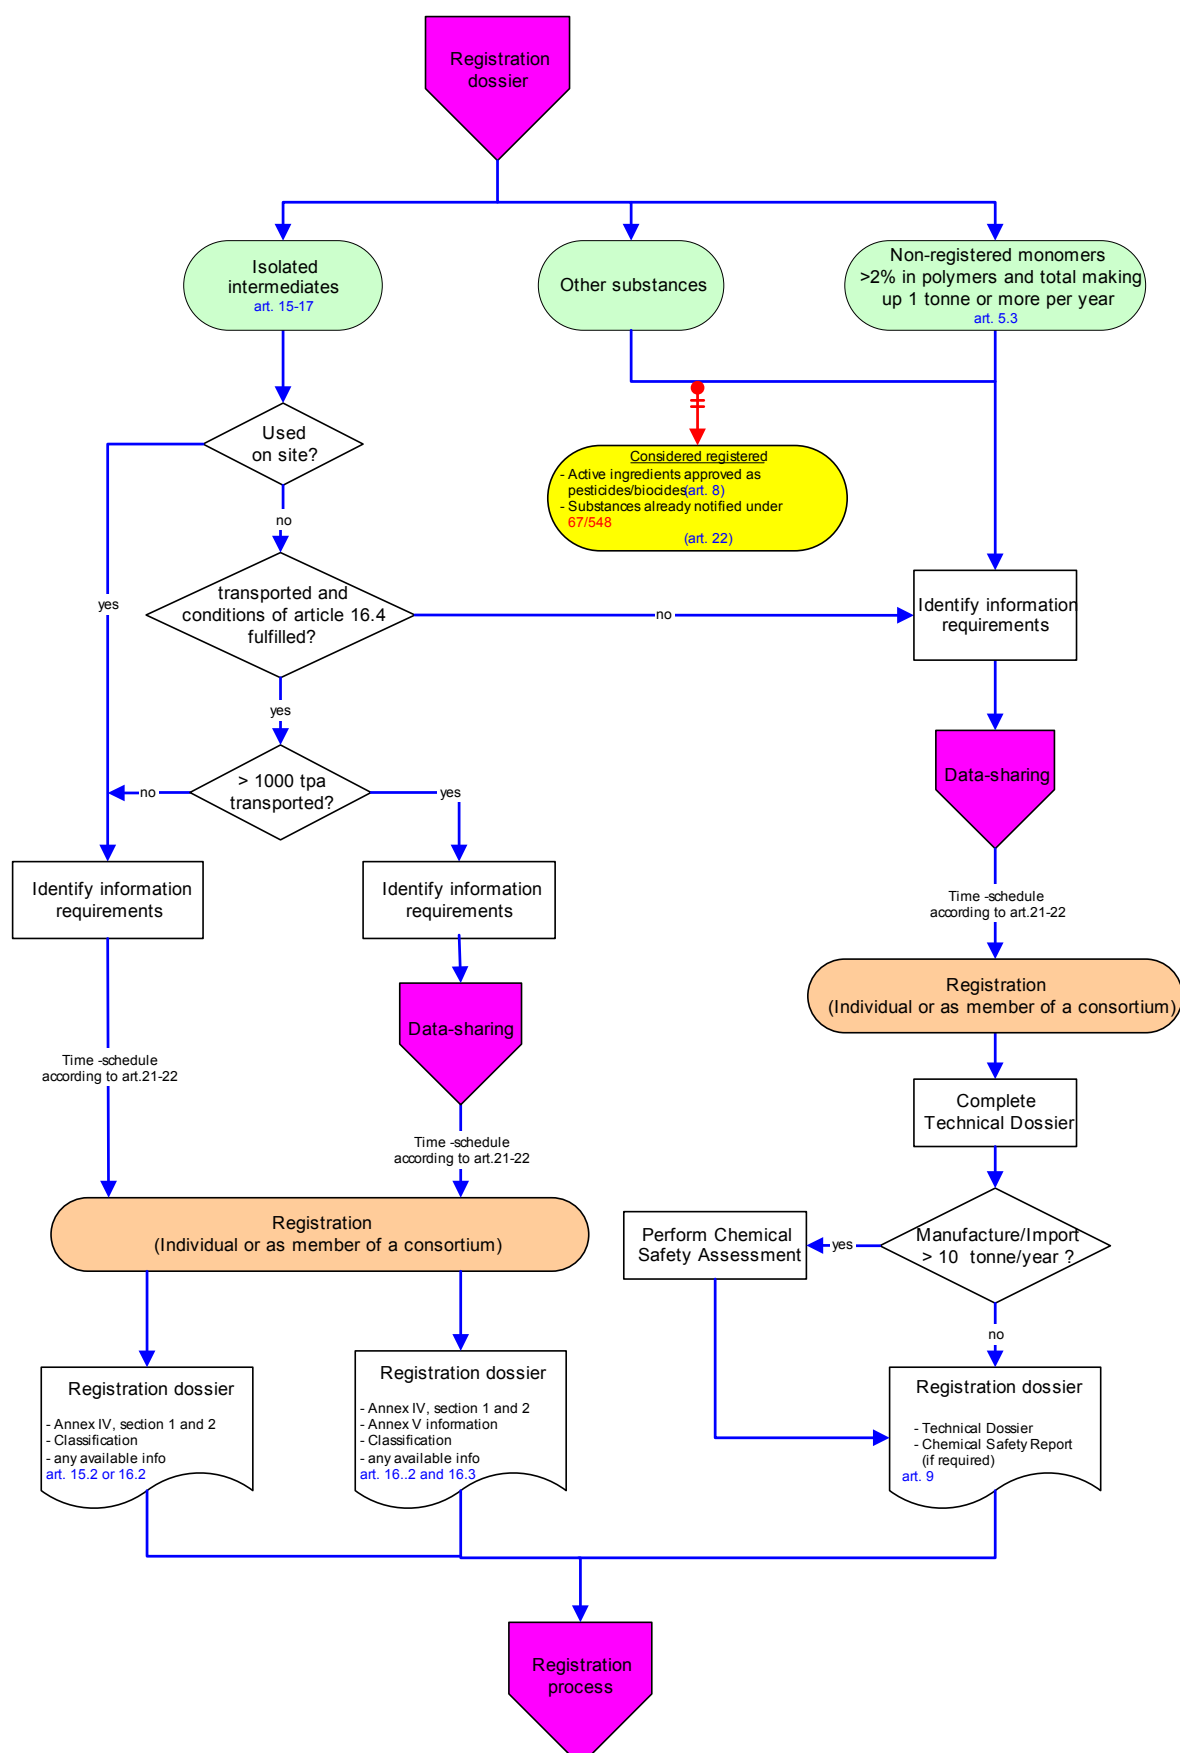 Registration
dossier
Isolated
intermediates
art. 15-17
Other substances
Non-registered monomers
>2% in polymers and total making
up 1 tonne or more per year
art. 5.3
Used
on site?
Considered registered
- Active ingredients approved as
pesticides/biocides(art. 8)
- Substances already notified under
67/548
(art. 22)
no
yes
transported and
conditions of article 16.4
fulfilled?
no
Identify information
requirements
yes
> 1000 tpa
transported?
no
yes
Data-sharing
Identify information
requirements
Identify information
requirements
Time -schedule
according to art.21-22
Registration
(Individual or as member of a consortium)
Data-sharing
Time -schedule
according to art.21-22
Complete
Technical Dossier
Time -schedule
according to art.21-22
Registration
(Individual or as member of a consortium)
Perform Chemical
Safety Assessment
yes
Manufacture/Import
> 10 tonne/year ?
no
Registration dossier
- Annex IV, section 1 and 2
- Classification
- any available info
art. 15.2 or 16.2
Registration dossier
- Annex IV, section 1 and 2
- Annex V information
- Classification
- any available info
art. 16..2 and 16.3
Registration dossier
- Technical Dossier
- Chemical Safety Report
(if required)
art. 9
Registration
process